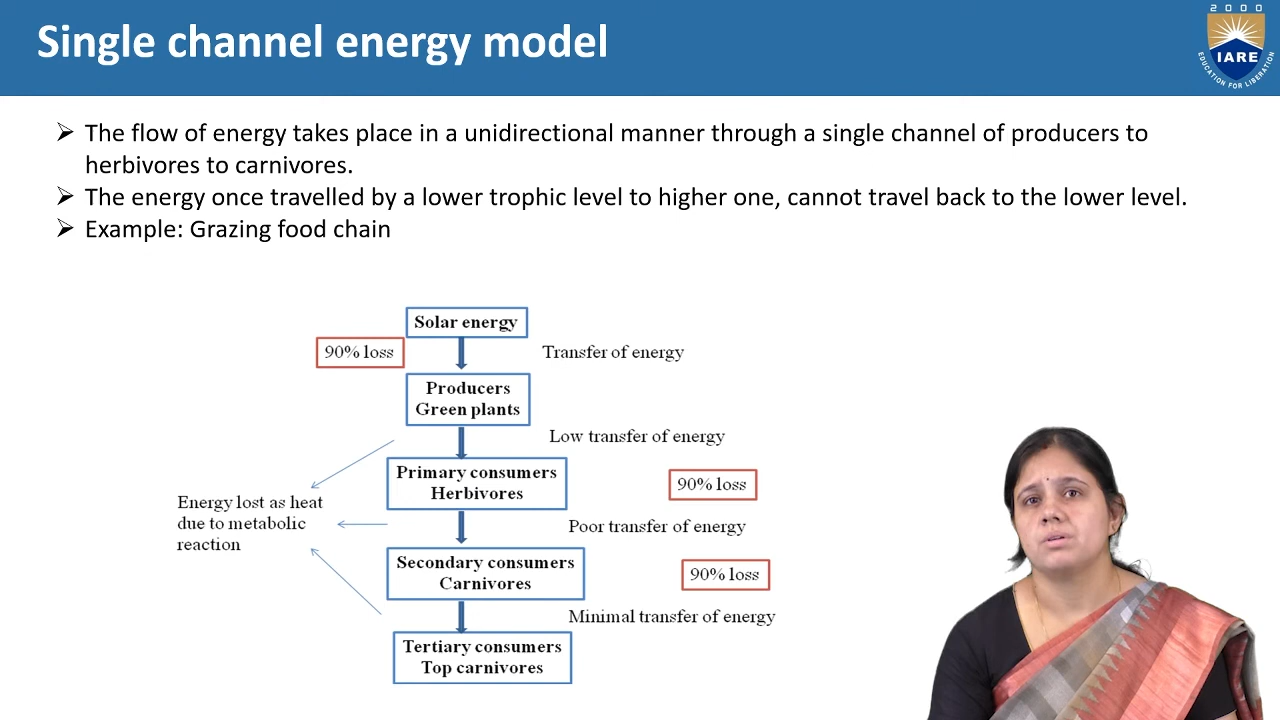 Single channel energy model
2000
IARE
EDUCATION FOR LIBERATION
The flow of energy takes place in a unidirectional manner through a single channel of producers to
herbivores to carnivores.
The energy once travelled by a lower trophic level to higher one, cannot travel back to the lower level.
Example: Grazing food chain
Solar energy
90% loss
Transfer of energy
Producers
Green plants
Low transfer of energy
Primary consumers
Herbivores
90% loss
Energy lost as heat
due to metabolic
reaction
Poor transfer of energy
Secondary consumers
Carnivores
90% loss
Minimal transfer of energy
Tertiary consumers
Top carnivores